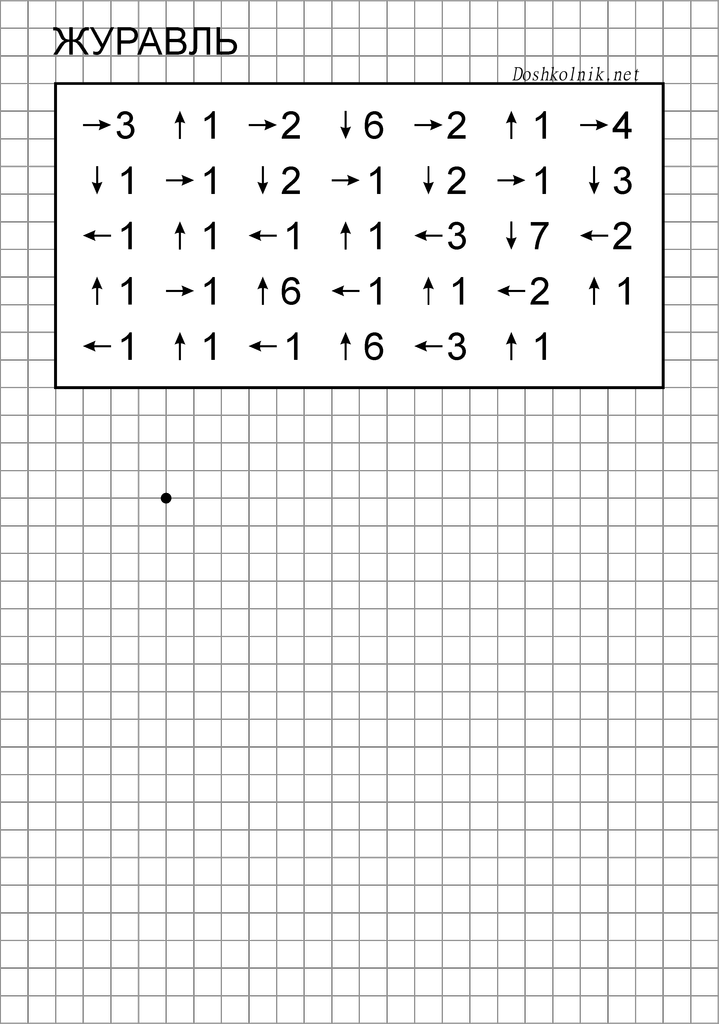 ЖУРАВЛЬ
Doshkolnik.net
→3 ↑1 →2 ↓6 →2 ↑1 →4
↓1 →1 ↓2 →1 ↓2 →1 ↓3
←1 ↑1 ←1 ↑1 ←3 ↓7 ←2
↑1 →1 ↑6 ←1 ↑1 ←2 ↑1
←1 ↑1 ←1 ↑6 ←3 ↑1